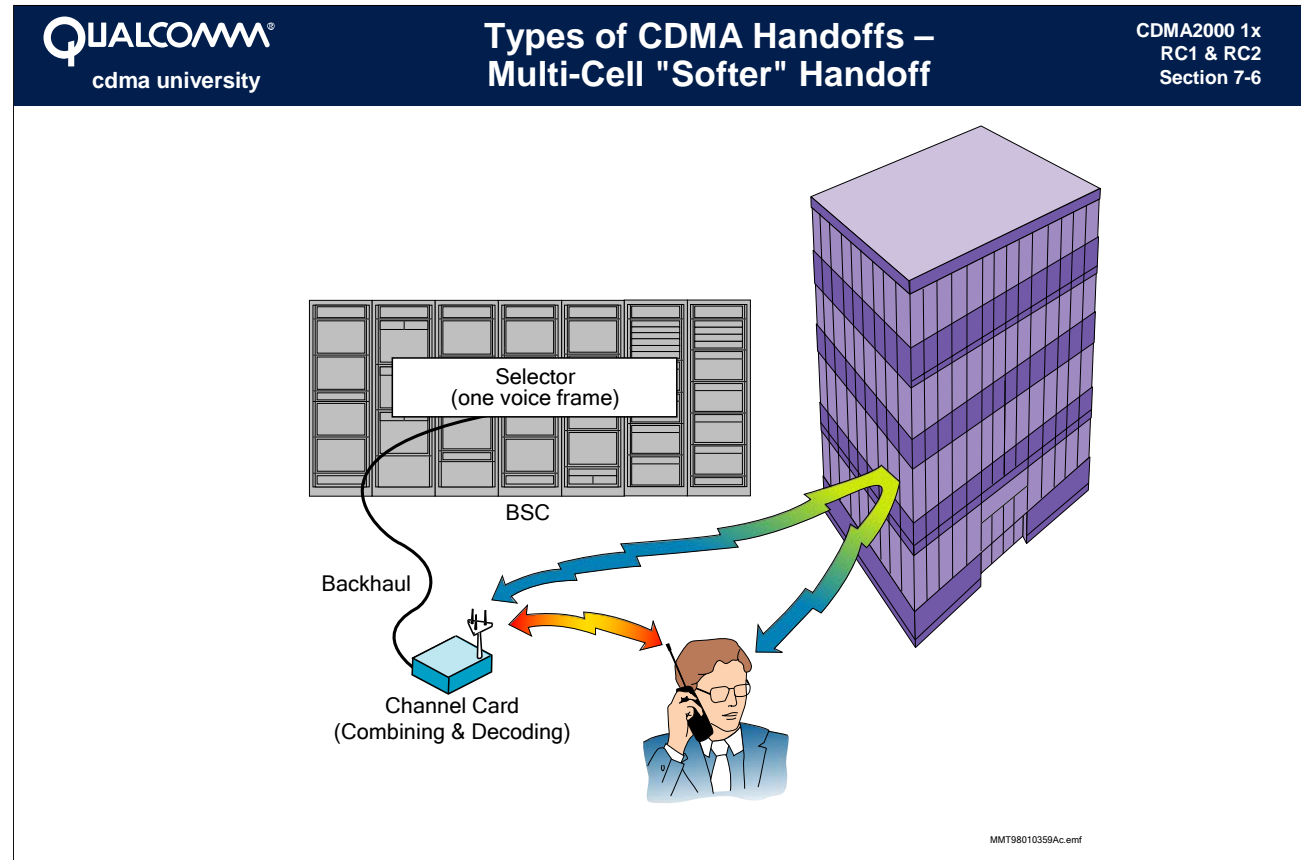 QUALCOMM®
cdma university
Types of CDMA Handoffs –
Multi-Cell "Softer" Handoff
CDMA2000 1x
RC1 & RC2
Section 7-6
Selector
(one voice frame)
BSC
Backhaul
Channel Card
(Combining & Decoding)
MMT98010359Ac.emf